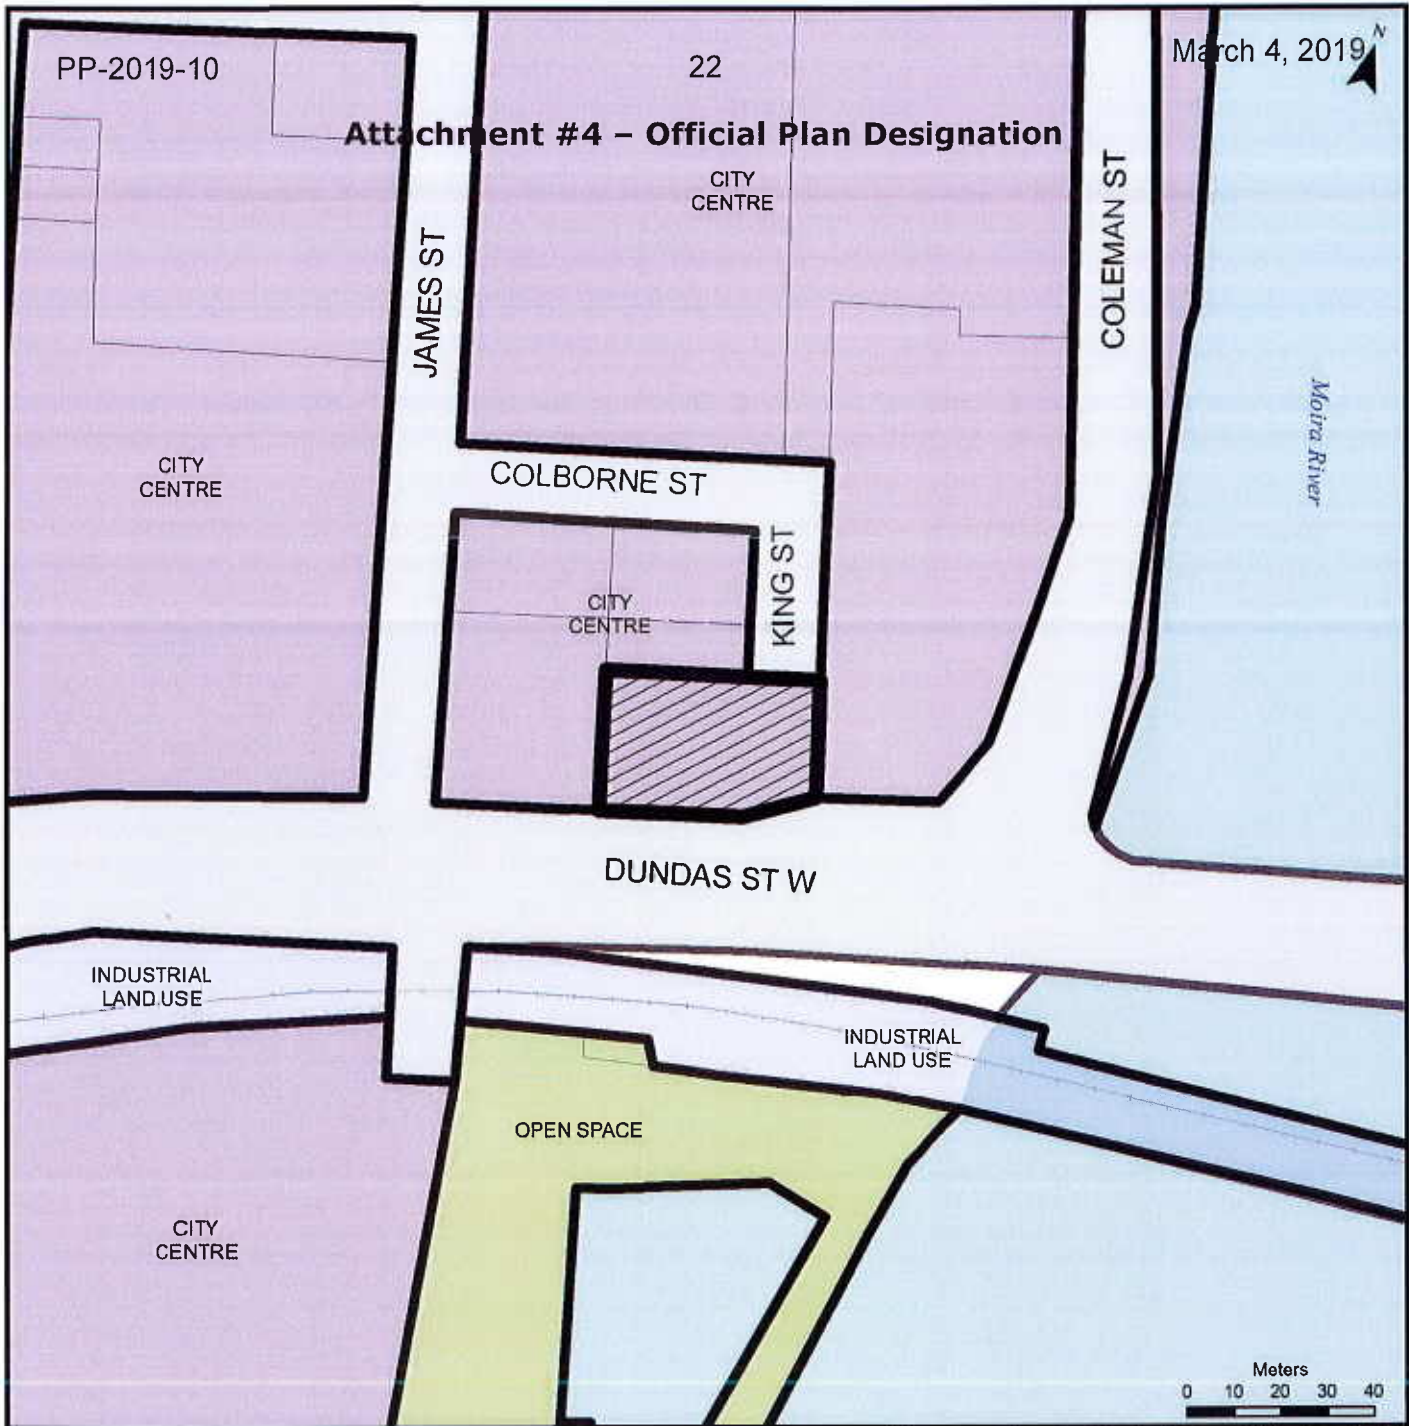 PP-2019-10
22
March 4, 2019
N
Attachment #4 – Official Plan Designation
CITY
CENTRE
JAMES ST
COLEMAN ST
Moira River
CITY
CENTRE
COLBORNE ST
KING ST
CITY
CENTRE
DUNDAS ST W
INDUSTRIAL
LAND USE
INDUSTRIAL
LAND USE
OPEN SPACE
CITY
CENTRE
Meters
0 10 20 30 40